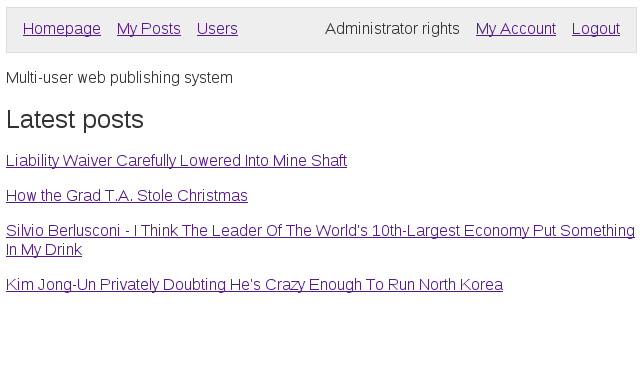 Homepage My Posts Users Administrator rights My Account Logout
Multi-user web publishing system
Latest posts
Liability Waiver Carefully Lowered Into Mine Shaft
How the Grad T.A. Stole Christmas
Silvio Berlusconi - I Think The Leader Of The World's 10th-Largest Economy Put Something
In My Drink
Kim Jong-Un Privately Doubting He's Crazy Enough To Run North Korea